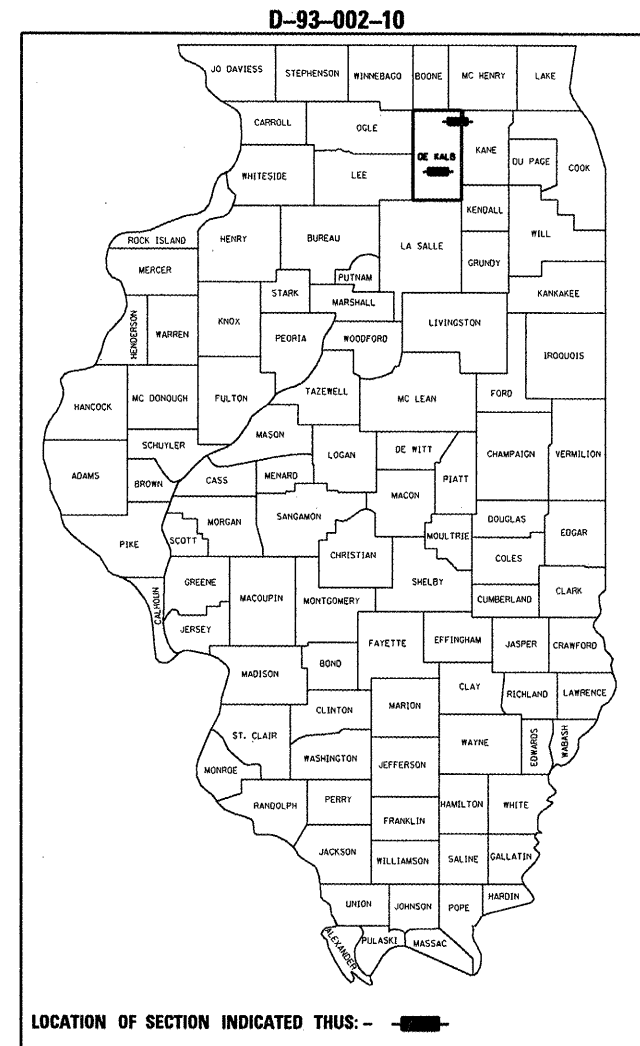 D-93-002-10
JO DAVIESS STEPHENSON WINNEBAGO BOONE MC HENRY LAKE
CARROLL OGLE KANE DU PAGE COOK
DE KALB
WHITESIDE LEE
KENDALL
ROCK ISLAND HENRY BUREAU LA SALLE GRUNDY WILL
MERCER PUTNAM
STARK MARSHALL KANKAKEE
HENDERSON WARREN KNOX PEORIA WOODFORD LIVINGSTON
IROQUOIS
HANCOCK MC DONOUGH FULTON TAZEWELL MC LEAN FORD
MASON
SCHUYLER LOGAN DE WITT CHAMPAIGN VERMILION
ADAMS BROWN CASS MENARD PIATT
MACON
MORGAN SANGAMON DOUGLAS
PIKE SCOTT CHRISTIAN MOULTRIE EDGAR
COLES
GREENE SHELBY
CALHOUN MACOUPIN MONTGOMERY CUMBERLAND CLARK
JERSEY
FAYETTE EFFINGHAM JASPER CRAWFORD
MADISON BOND
CLAY RICHLAND LAWRENCE
CLINTON MARION
ST. CLAIR WAYNE EDWARDS WABASH
WASHINGTON JEFFERSON
MONROE
RANDOLPH PERRY HAMILTON WHITE
FRANKLIN
JACKSON WILLIAMSON SALINE GALLATIN
UNION JOHNSON POPE HARDIN
ALEXANDER PULASKI MASSAC
LOCATION OF SECTION INDICATED THUS: -